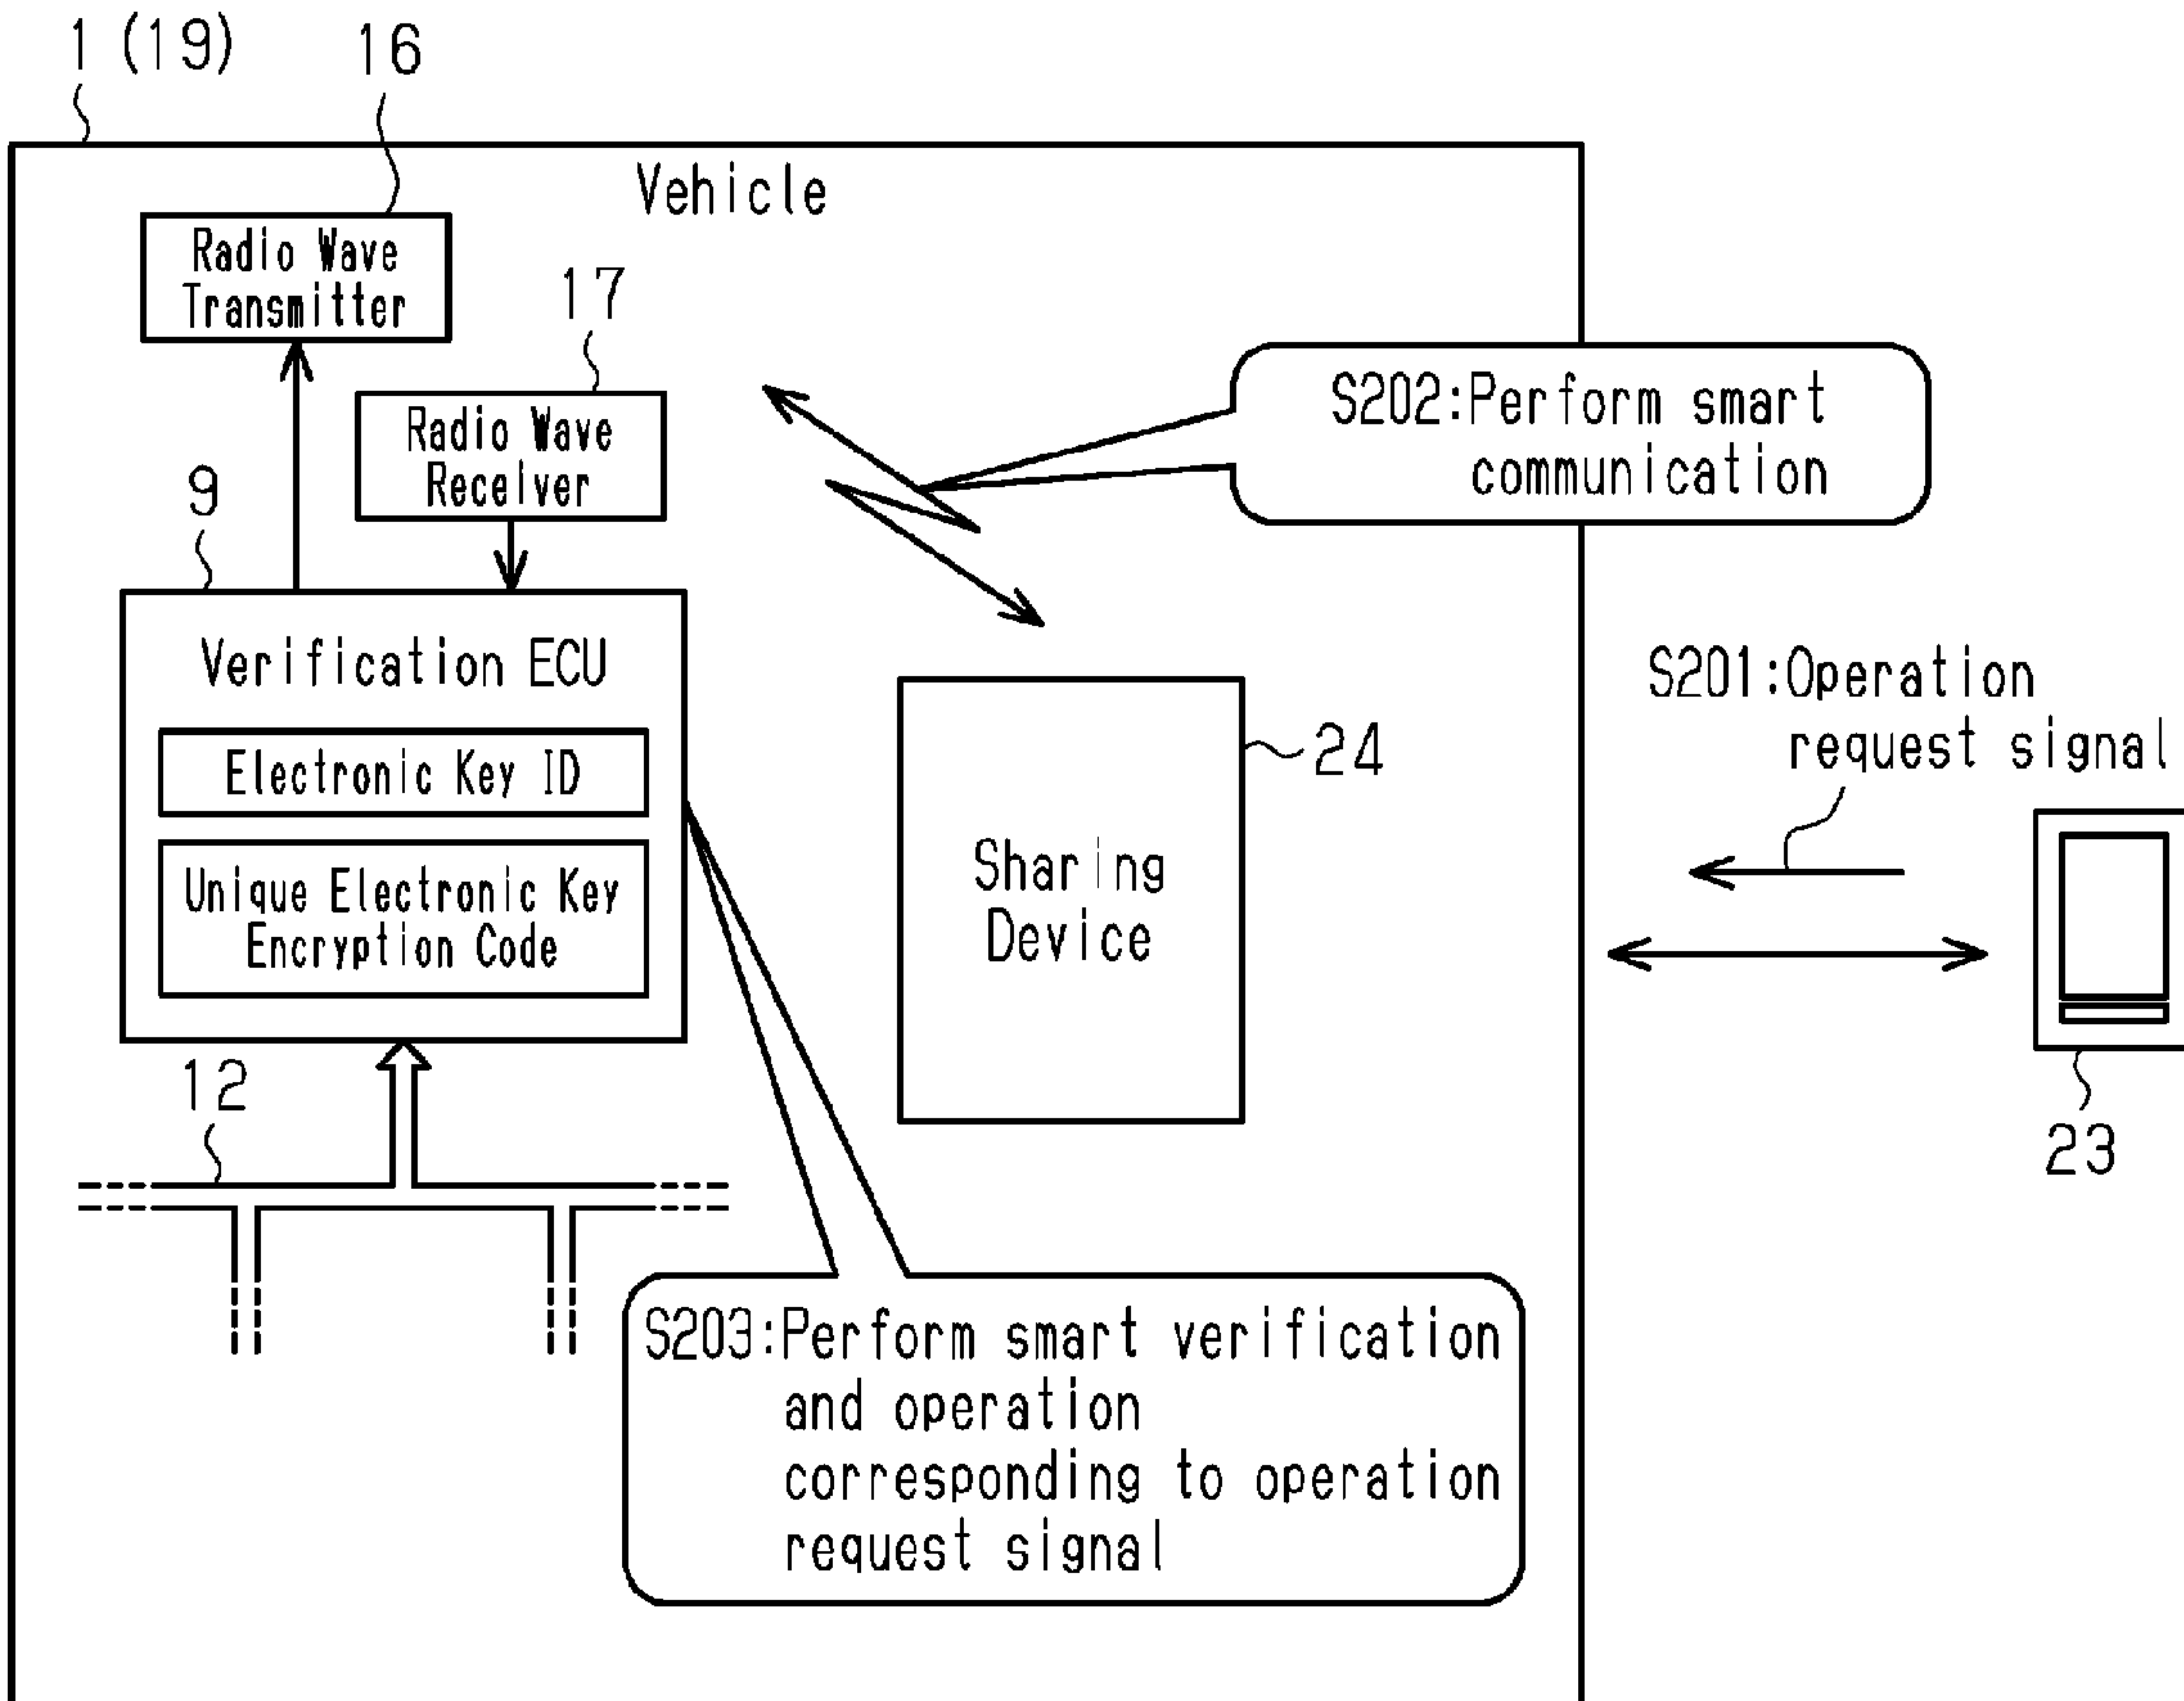 1 (19)
16
Vehicle
Radio Wave
Transmitter
17
Radio Wave
Receiver
S202:Perform smart
communication
9
Verification ECU
Electronic Key ID
Unique Electronic Key
Encryption Code
24
Sharing
Device
S201:Operation
request signal
23
12
S203:Perform smart verification
and operation
corresponding to operation
request signal